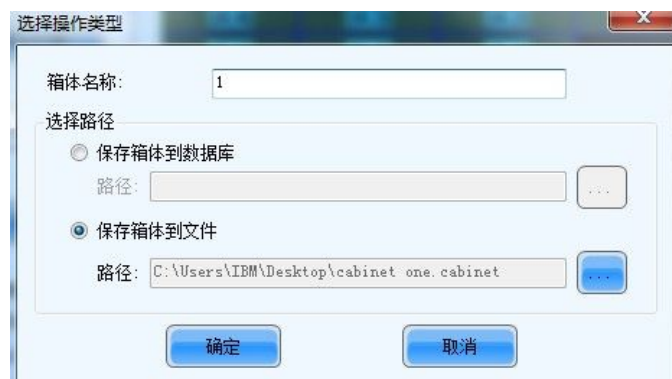 选择操作类型
箱体名称: 1
选择路径
保存箱体到数据库
路径: ...
保存箱体到文件
路径: C:\Users\IBM\Desktop\cabinet one.cabinet ...
确定 取消